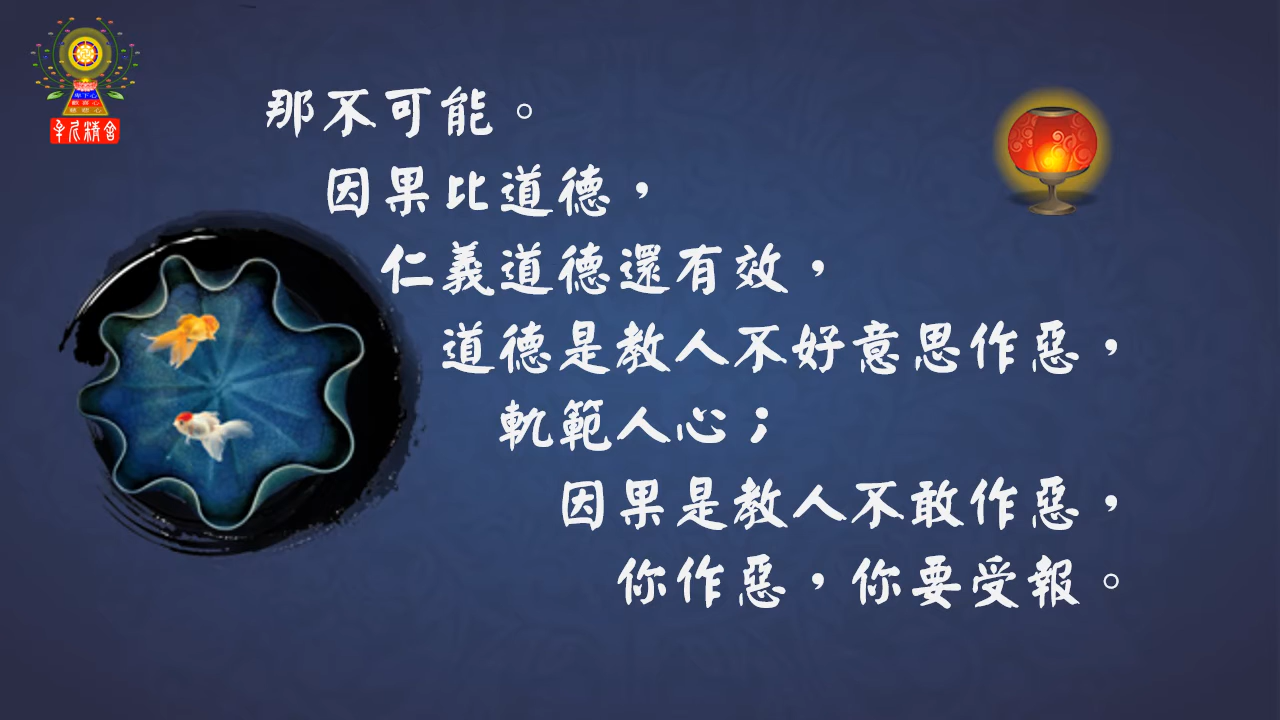 那不可能。
因果比道德，
仁義道德還有效，
道德是教人不好意思作惡，
軌範人心；
因果是教人不敢作惡，
你作惡，你要受報。